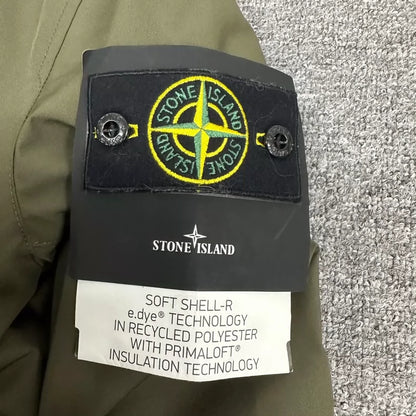 STONE ISLAND
STONE ISLAND
STONE ISLAND
SOFT SHELL-R
e.dye® TECHNOLOGY
IN RECYCLED POLYESTER
WITH PRIMALOFT®
INSULATION TECHNOLOGY